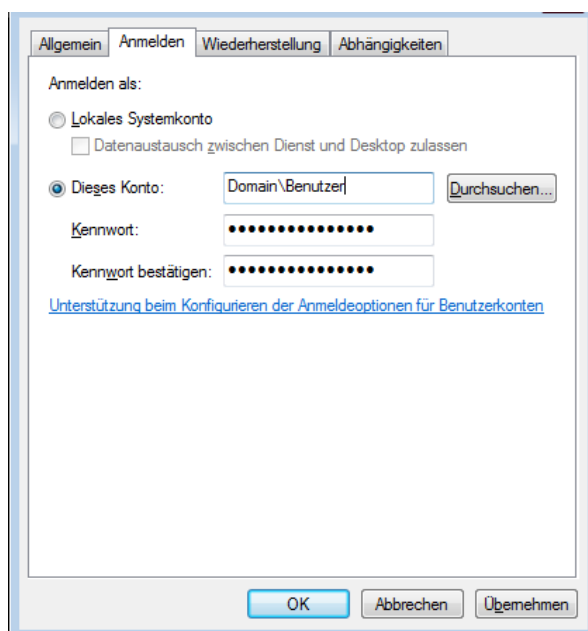 Allgemein Anmelden Wiederherstellung Abhängigkeiten
Anmelden als:
Lokales Systemkonto
Datenaustausch zwischen Dienst und Desktop zulassen
Dieses Konto: Domain\Benutzer Durchsuchen...
Kennwort: ●●●●●●●●●●●●●●●
Kennwort bestätigen: ●●●●●●●●●●●●●●●
Unterstützung beim Konfigurieren der Anmeldeoptionen für Benutzerkonten
OK Abbrechen Übernehmen